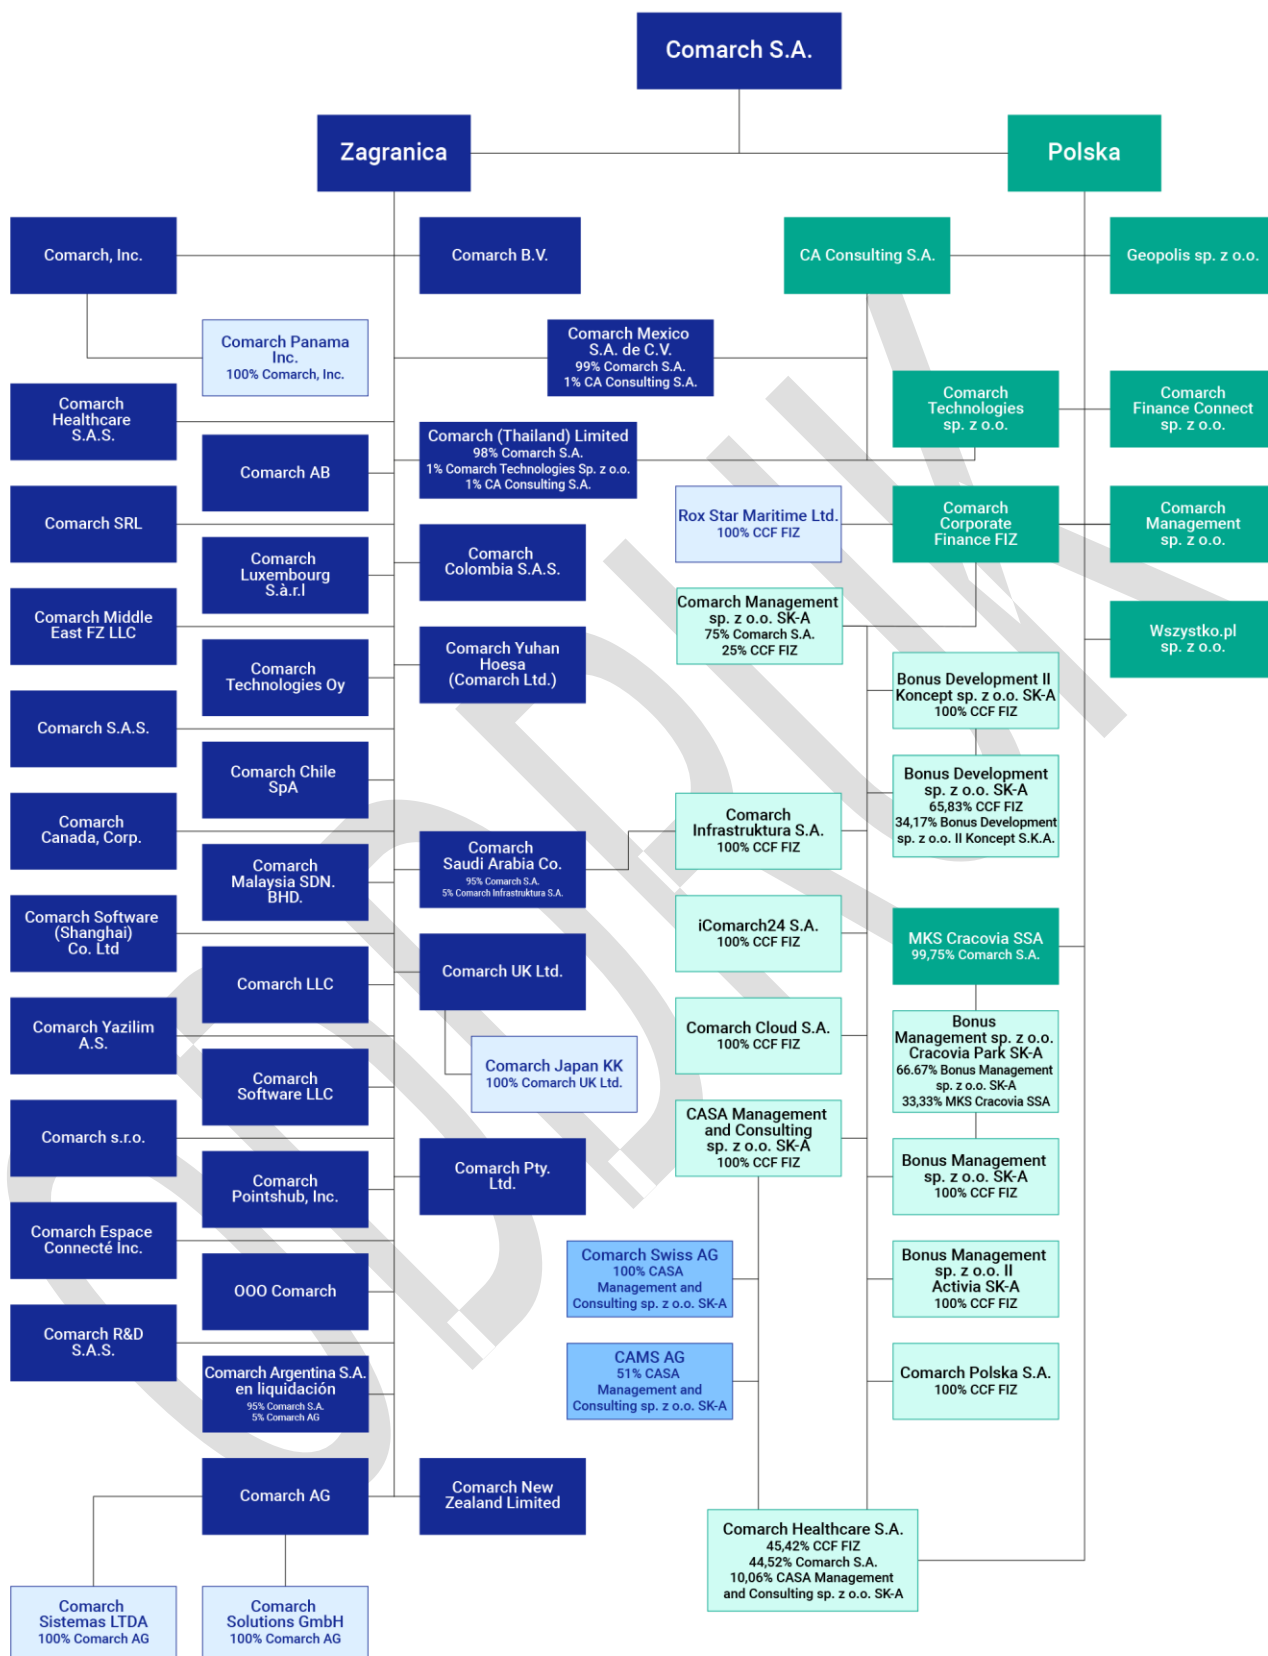 Comarch S.A.
Zagranica
Polska
Comarch, Inc.
Comarch B.V.
CA Consulting S.A.
Geopolis sp. z o.o.
Comarch Panama
Inc.
100% Comarch, Inc.
Comarch Mexico
S.A. de C.V.
99% Comarch S.A.
1% CA Consulting S.A.
Comarch
Healthcare
S.A.S.
Comarch
Technologies
sp. z o.o.
Comarch
Finance Connect
sp. z o.o.
Comarch AB
Comarch (Thailand) Limited
98% Comarch S.A.
1% Comarch Technologies Sp. z o.o.
1% CA Consulting S.A.
Comarch SRL
Rox Star Maritime Ltd.
100% CCF FIZ
Comarch
Corporate
Finance FIZ
Comarch
Management
sp. z o.o.
Comarch
Luxembourg
S.à.r.l
Comarch
Colombia S.A.S.
Comarch Middle
East FZ LLC
Comarch Management
sp. z o.o. SK-A
75% Comarch S.A.
25% CCF FIZ
Wszystko.pl
sp. z o.o.
Comarch
Technologies Oy
Comarch Yuhan
Hoesa
(Comarch Ltd.)
Bonus Development II
Koncept sp. z o.o. SK-A
100% CCF FIZ
Comarch S.A.S.
Comarch Chile
SpA
Bonus Development
sp. z o.o. SK-A
65,83% CCF FIZ
34,17% Bonus Development
sp. z o.o. II Koncept S.K.A.
Comarch
Canada, Corp.
Comarch
Infrastruktura S.A.
100% CCF FIZ
Comarch
Malaysia SDN.
BHD.
Comarch
Saudi Arabia Co.
95% Comarch S.A.
5% Comarch Infrastruktura S.A.
Comarch Software
(Shanghai)
Co. Ltd
iComarch24 S.A.
100% CCF FIZ
MKS Cracovia SSA
99,75% Comarch S.A.
Comarch LLC
Comarch UK Ltd.
Comarch Yazilim
A.S.
Comarch Japan KK
100% Comarch UK Ltd.
Comarch Cloud S.A.
100% CCF FIZ
Bonus
Management sp. z o.o.
Cracovia Park SK-A
66.67% Bonus Management
sp. z o.o. SK-A
33,33% MKS Cracovia SSA
Comarch
Software LLC
Comarch s.r.o.
CASA Management
and Consulting
sp. z o.o. SK-A
100% CCF FIZ
Comarch
Pointshub, Inc.
Comarch Pty.
Ltd.
Bonus Management
sp. z o.o. SK-A
100% CCF FIZ
Comarch Espace
Connecté Inc.
Comarch Swiss AG
100% CASA
Management and
Consulting sp. z o.o. SK-A
Bonus Management
sp. z o.o. II
Activia SK-A
100% CCF FIZ
OOO Comarch
Comarch R&D
S.A.S.
CAMS AG
51% CASA
Management and
Consulting sp. z o.o. SK-A
Comarch Polska S.A.
100% CCF FIZ
Comarch Argentina S.A.
en liquidación
95% Comarch S.A.
5% Comarch AG
Comarch AG
Comarch New
Zealand Limited
Comarch Healthcare S.A.
45,42% CCF FIZ
44,52% Comarch S.A.
10,06% CASA Management
and Consulting sp. z o.o. SK-A
Comarch
Sistemas LTDA
100% Comarch AG
Comarch
Solutions GmbH
100% Comarch AG